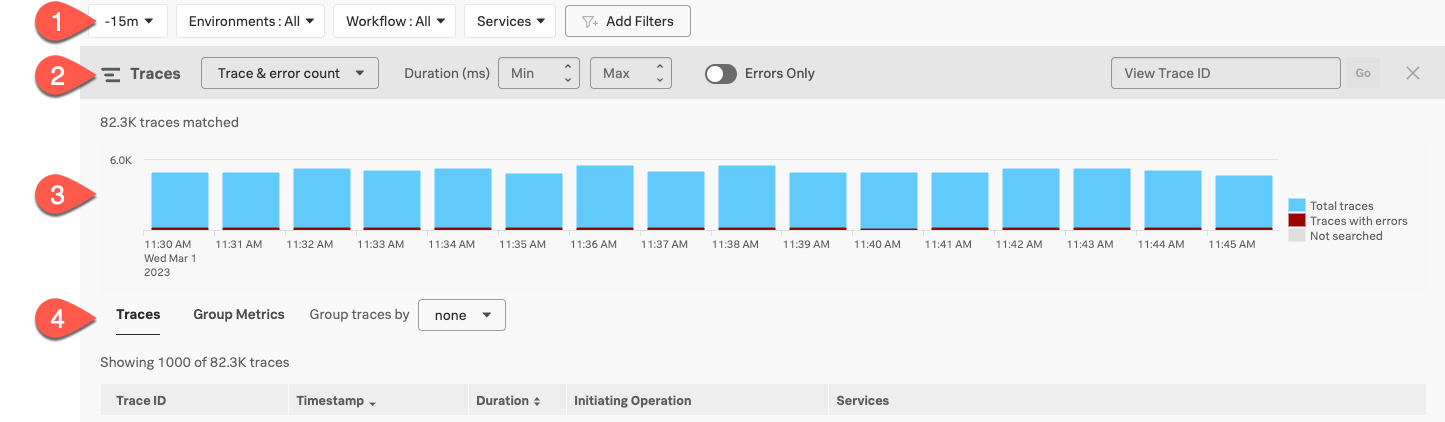 1 -15m Environments : All Workflow : All Services Add Filters
2 Traces Trace & error count Duration (ms) Min Max Errors Only View Trace ID Go
82.3K traces matched
6.0K
3
Total traces
Traces with errors
Not searched
11:30 AM 11:31 AM 11:32 AM 11:33 AM 11:34 AM 11:35 AM 11:36 AM 11:37 AM 11:38 AM 11:39 AM 11:40 AM 11:41 AM 11:42 AM 11:43 AM 11:44 AM 11:45 AM
Wed Mar 1
2023
4 Traces Group Metrics Group traces by none
Showing 1000 of 82.3K traces
Trace ID Timestamp Duration Initiating Operation Services